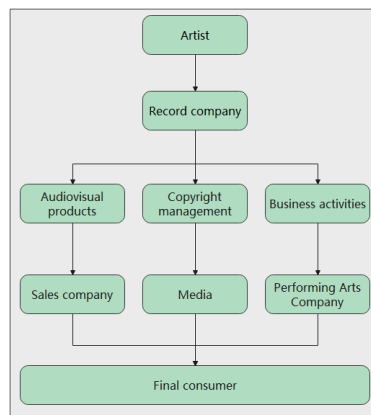 Artist
Record company
Audiovisual
products
Copyright
management
Business activities
Sales company
Media
Performing Arts
Company
Final consumer